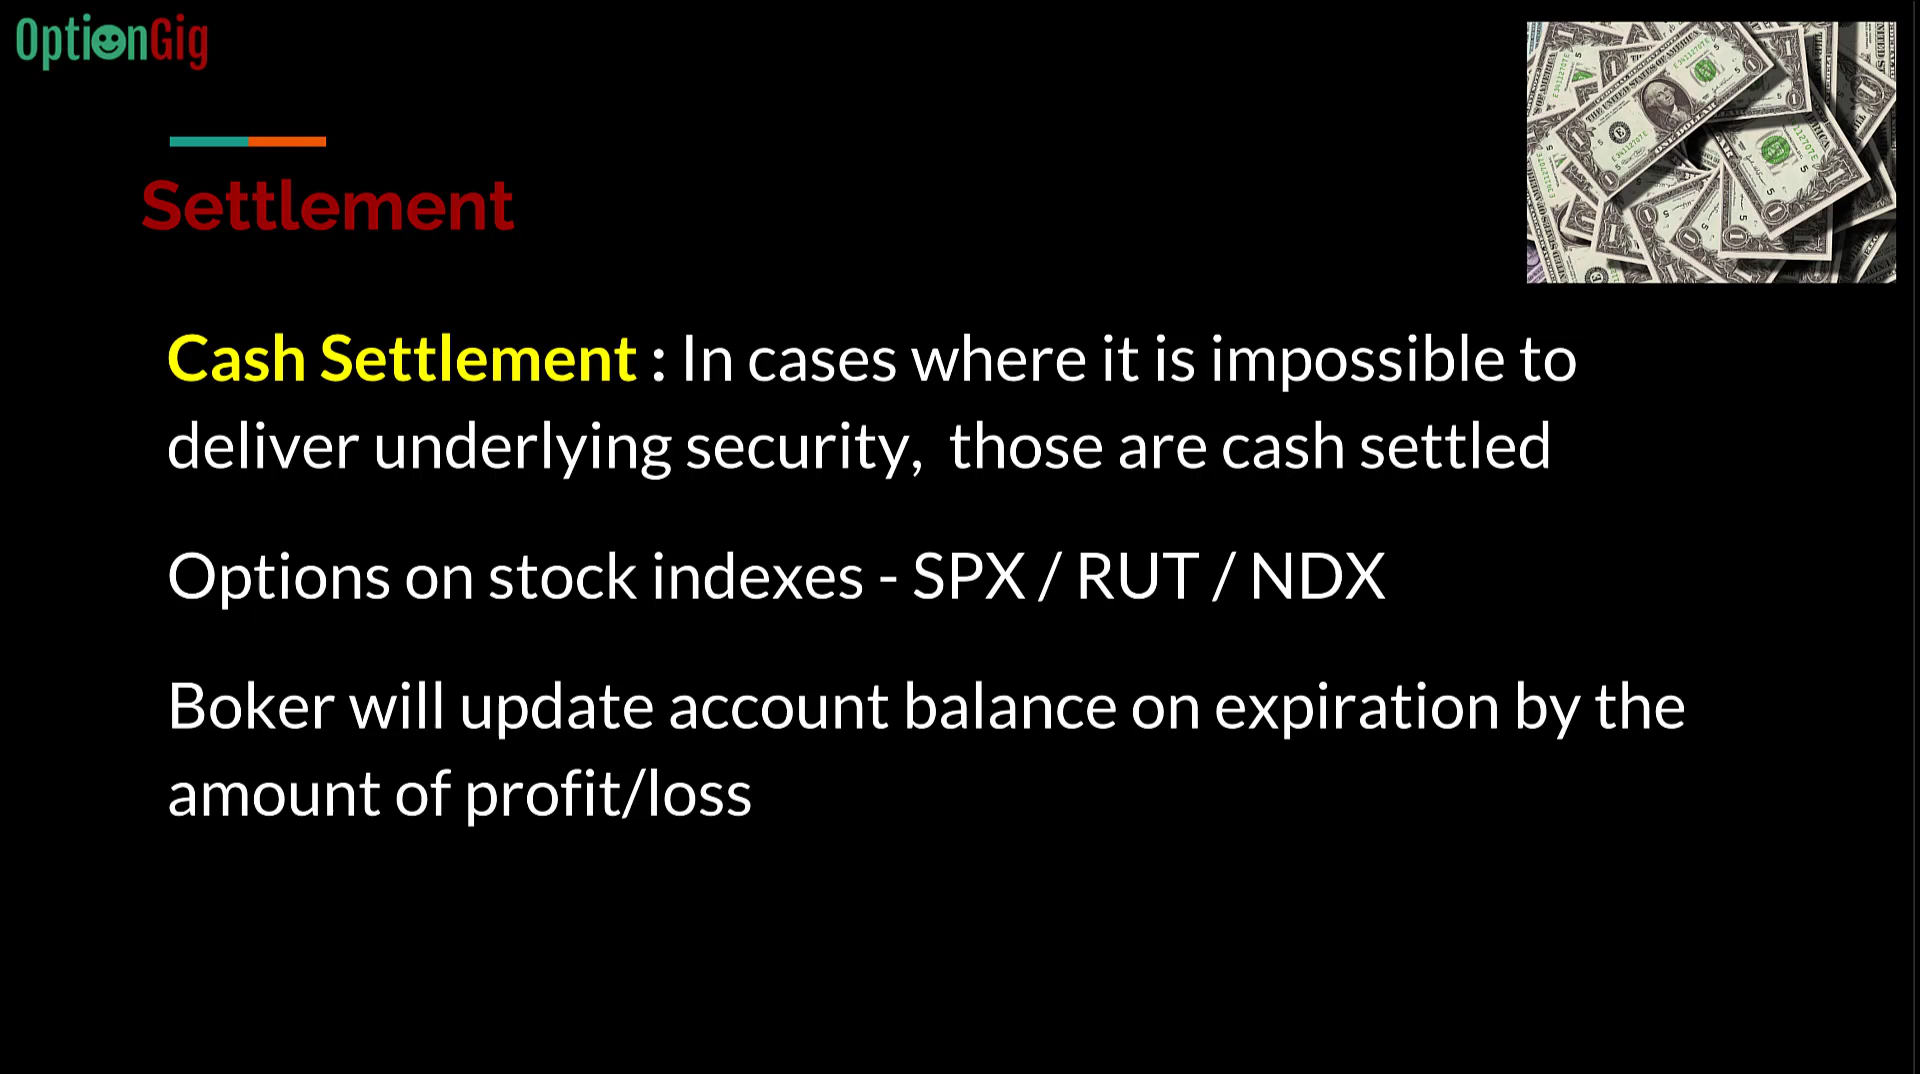 OptionGig
Settlement
Cash Settlement : In cases where it is impossible to
deliver underlying security,  those are cash settled
Options on stock indexes - SPX / RUT / NDX
Boker will update account balance on expiration by the
amount of profit/loss